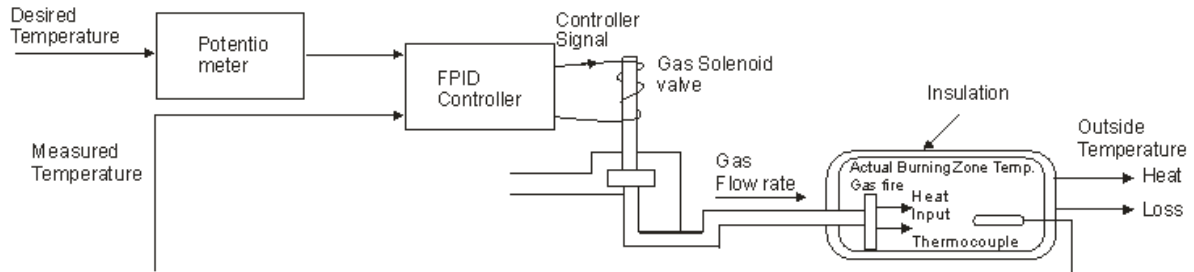 Desired
Temperature
Potentio
meter
FPID
Controller
Controller
Signal
Gas Solenoid
valve
Measured
Temperature
Gas
Flow rate
Insulation
Actual Burning Zone Temp.
Gas fire
Heat
Input
Thermocouple
Outside
Temperature
Heat
Loss